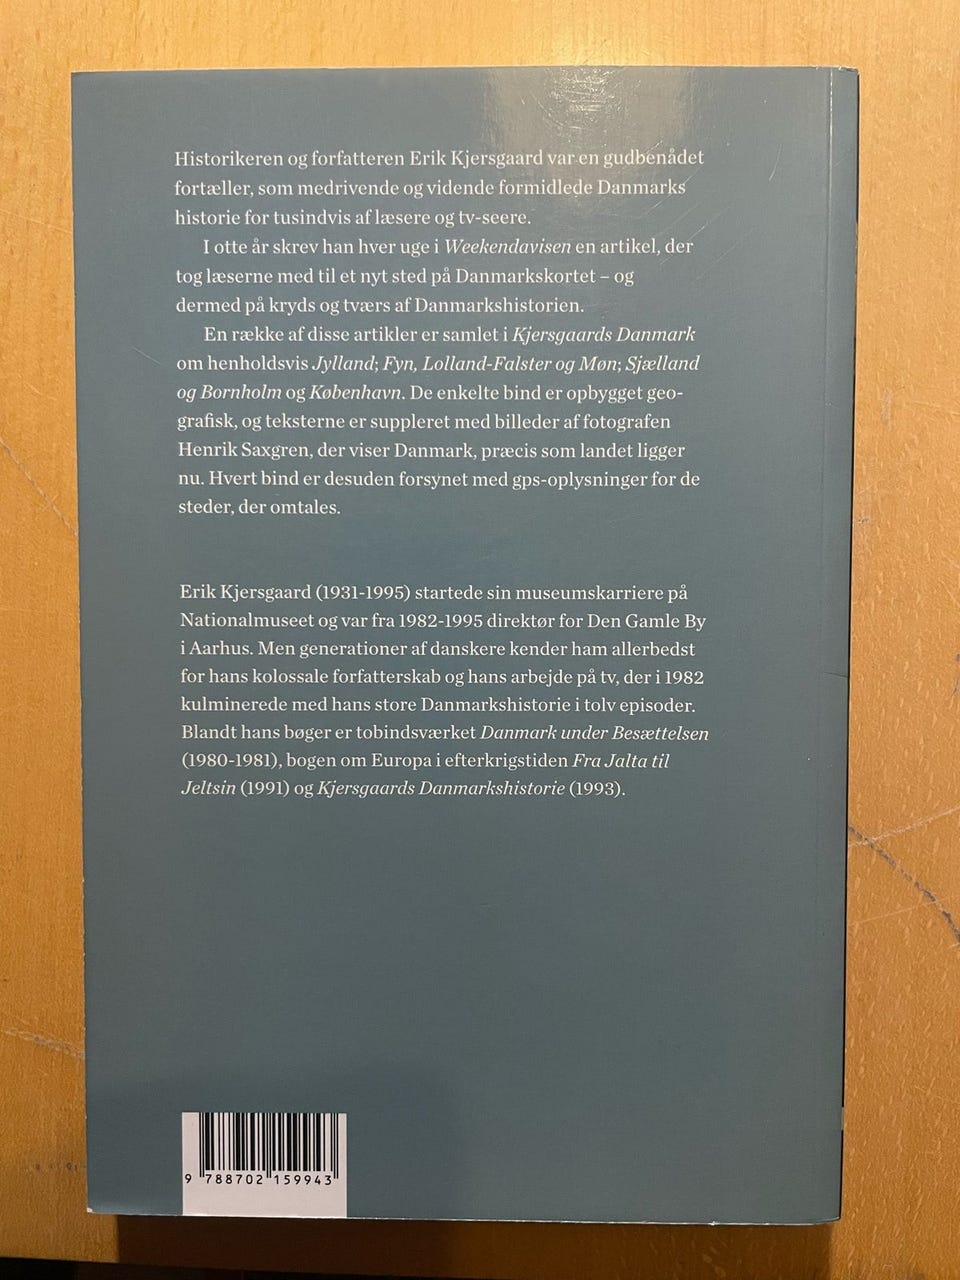 Historikeren og forfatteren Erik Kjersgaard var en gudbenådet
fortæller, som medrivende og vidende formidlede Danmarks
historie for tusindvis af læsere og tv-seere.
I otte år skrev han hver uge i Weekendavisen en artikel, der
tog læserne med til et nyt sted på Danmarkskortet – og
dermed på kryds og tværs af Danmarkshistorien.
En række af disse artikler er samlet i Kjersgaards Danmark
om henholdsvis Jylland; Fyn, Lolland-Falster og Møn; Sjælland
og Bornholm og København. De enkelte bind er opbygget geo-
grafisk, og teksterne er suppleret med billeder af fotografen
Henrik Saxgren, der viser Danmark, præcis som landet ligger
nu. Hvert bind er desuden forsynet med gps-oplysninger for de
steder, der omtales.
Erik Kjersgaard (1931-1995) startede sin museumskarriere på
Nationalmuseet og var fra 1982-1995 direktør for Den Gamle By
i Aarhus. Men generationer af danskere kender ham allerbedst
for hans kolossale forfatterskab og hans arbejde på tv, der i 1982
kulminerede med hans store Danmarkshistorie i tolv episoder.
Blandt hans bøger er tobindsværket Danmark under Besættelsen
(1980-1981), bogen om Europa i efterkrigstiden Fra Jalta til
Jeltsin (1991) og Kjersgaards Danmarkshistorie (1993).
9 788702 159943